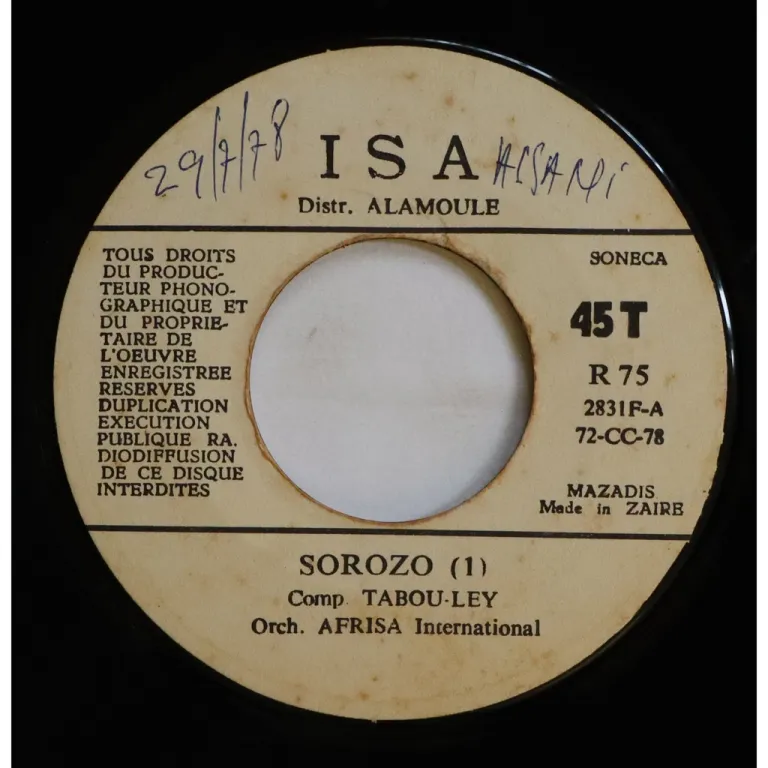 29/7/78
ISA
Distr. ALAMOULE
TOUS DROITS
DU PRODUC-
TEUR PHONO-
GRAPHIQUE ET
DU PROPRIE-
TAIRE DE
L'OEUVRE
ENREGISTREE
RESERVES
DUPLICATION
EXECUTION
PUBLIQUE RA.
DIODIFFUSION
DE CE DISQUE
INTERDITES
SONECA
45 T
R 75
2831F-A
72-CC-78
MAZADIS
Made in ZAIRE
SOROZO (1)
Comp. TABOU-LEY
Orch. AFRISA International